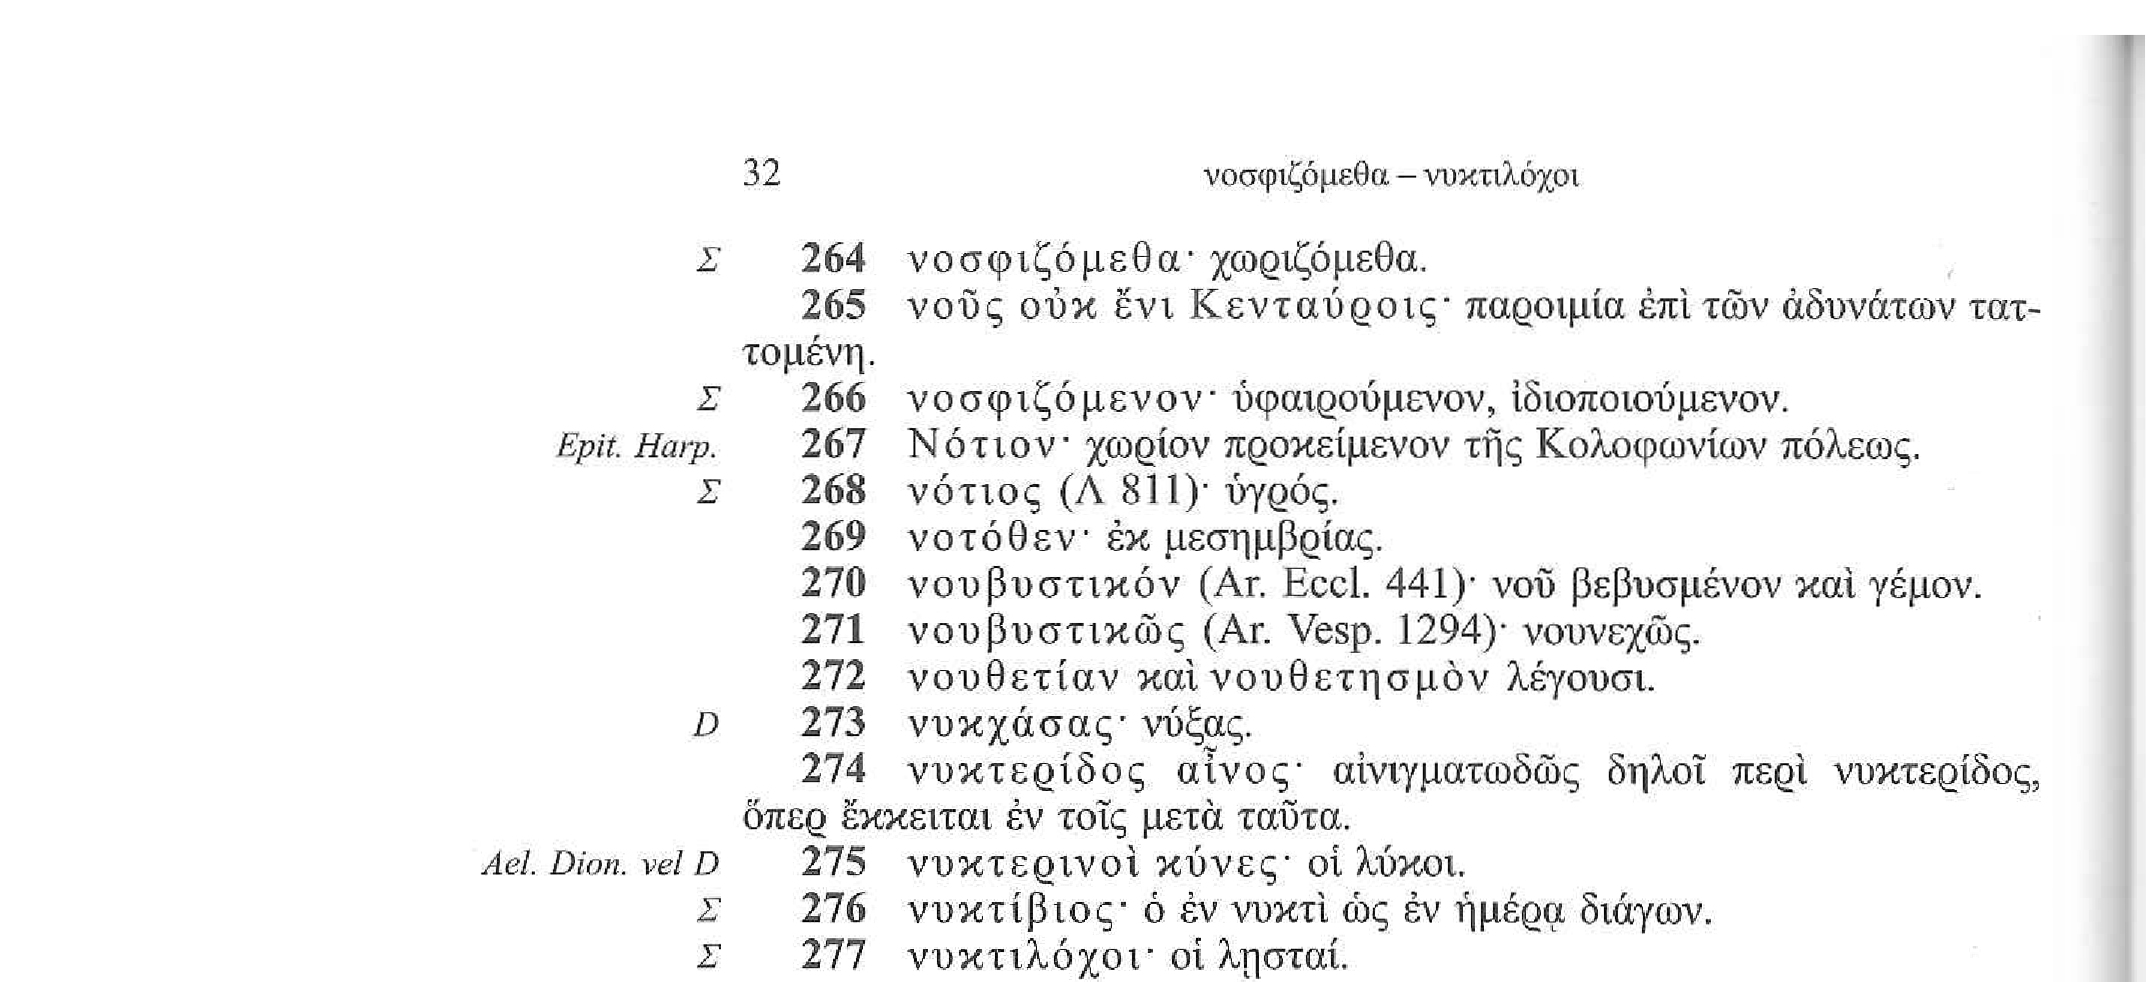 32 νοσφιζόμεθα – νυκτιλόχοι
Σ 264 νοσφιζόμεθα· χωριζόμεθα.
265 νοῦς οὐκ ἔνι Κενταύροις· παροιμία ἐπὶ τῶν ἀδυνάτων τατ-
τομένη.
Σ 266 νοσφιζόμενον· ὑφαιρούμενον, ἰδιοποιούμενον.
Epit. Harp. 267 Νότιον· χωρίον προκείμενον τῆς Κολοφωνίων πόλεως.
Σ 268 νότιος (Λ 811)· ὑγρός.
269 νοτόθεν· ἐκ μεσημβρίας.
270 νουβυστικόν (Ar. Eccl. 441)· νοῦ βεβυσμένον καὶ γέμον.
271 νουβυστικῶς (Ar. Vesp. 1294)· νουνεχῶς.
272 νουθετίαν καὶ νουθετησμὸν λέγουσι.
D 273 νυκχάσας· νύξας.
274 νυκτερίδος αἶνος· αἰνιγματωδῶς δηλοῖ περὶ νυκτερίδος,
ὅπερ ἔκκειται ἐν τοῖς μετὰ ταῦτα.
Ael. Dion. vel D 275 νυκτερινοὶ κύνες· οἱ λύκοι.
Σ 276 νυκτίβιος· ὁ ἐν νυκτὶ ὡς ἐν ἡμέρᾳ διάγων.
Σ 277 νυκτιλόχοι· οἱ λῃσταί.